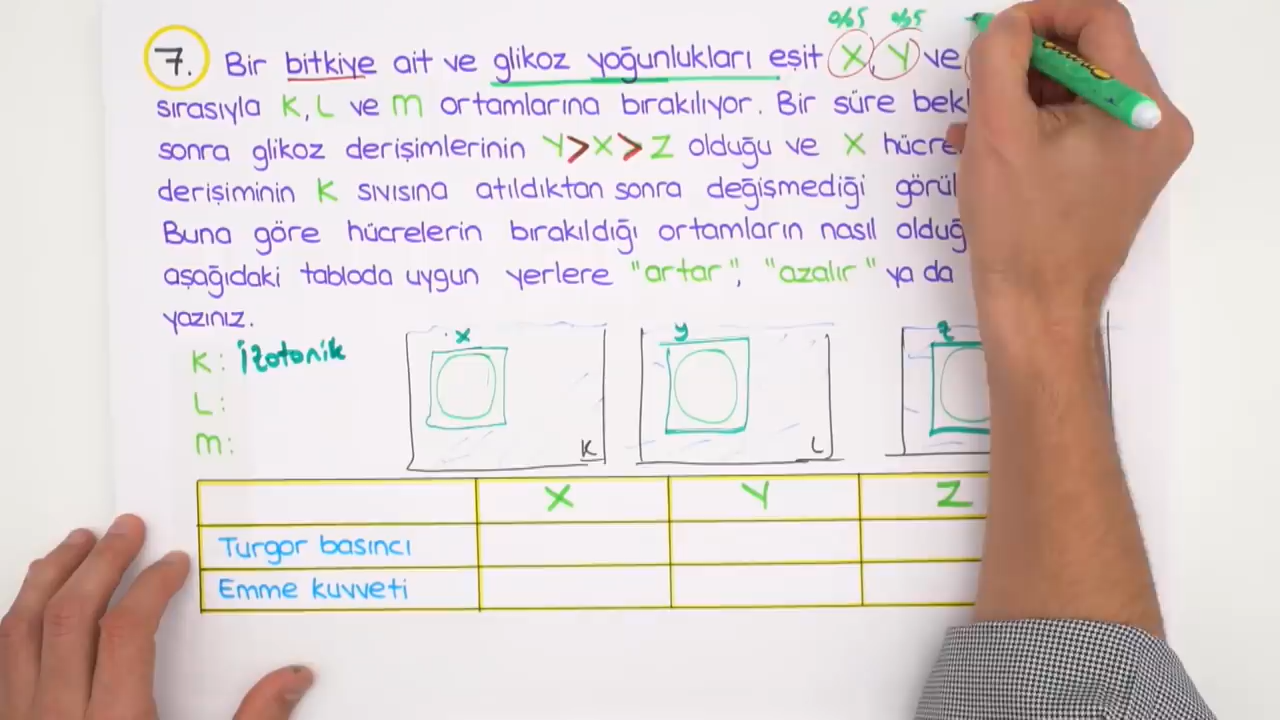 %5 %5
7. Bir bitkiye ait ve glikoz yoğunlukları eşit X, Y ve
sırasıyla K, L ve M ortamlarına bırakılıyor. Bir süre bekl
sonra glikoz derişimlerinin Y>X>Z olduğu ve X hücre
derişiminin K sıvısına atıldıktan sonra değişmediği görül
Buna göre hücrelerin bırakıldığı ortamların nasıl olduğ
aşağıdaki tabloda uygun yerlere "artar", "azalır" ya da
yazınız.
K: İzotonik
L:
M:
x
K
y
L
z
X Y Z
Turgor basıncı
Emme kuvveti